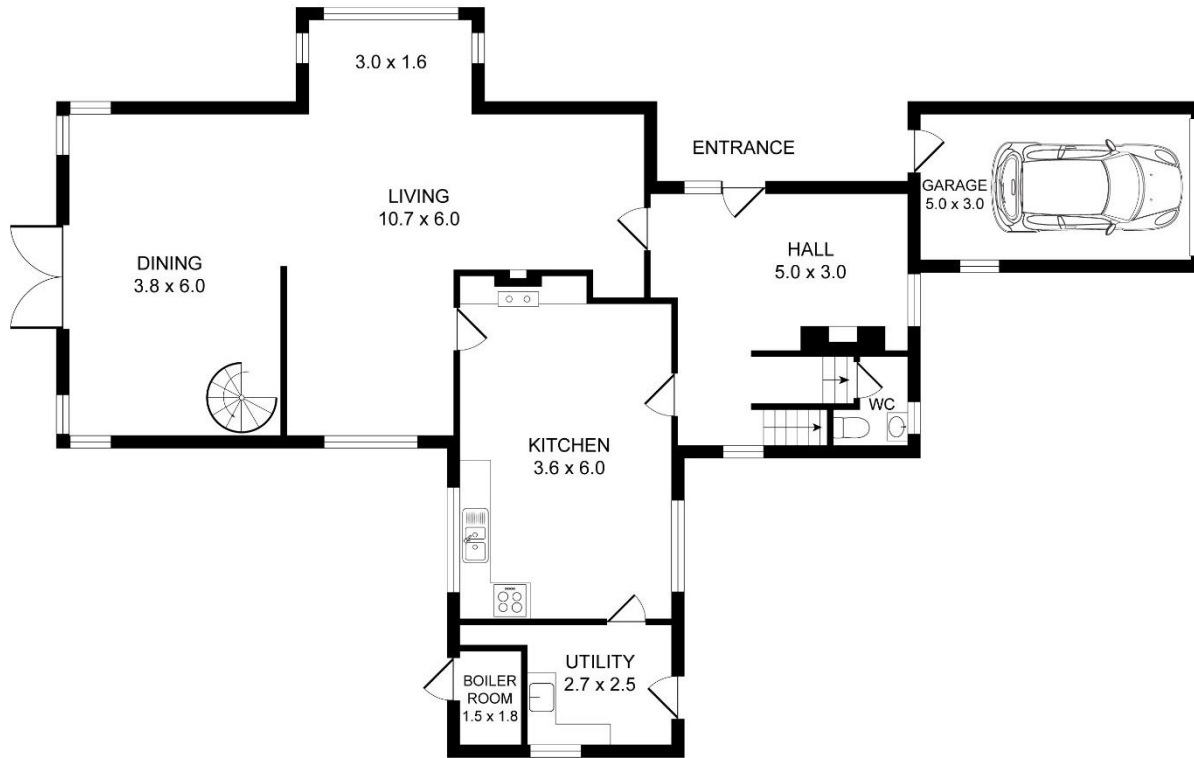 3.0 x 1.6
ENTRANCE
GARAGE
5.0 x 3.0
LIVING
10.7 x 6.0
HALL
5.0 x 3.0
DINING
3.8 x 6.0
WC
KITCHEN
3.6 x 6.0
UTILITY
2.7 x 2.5
BOILER
ROOM
1.5 x 1.8